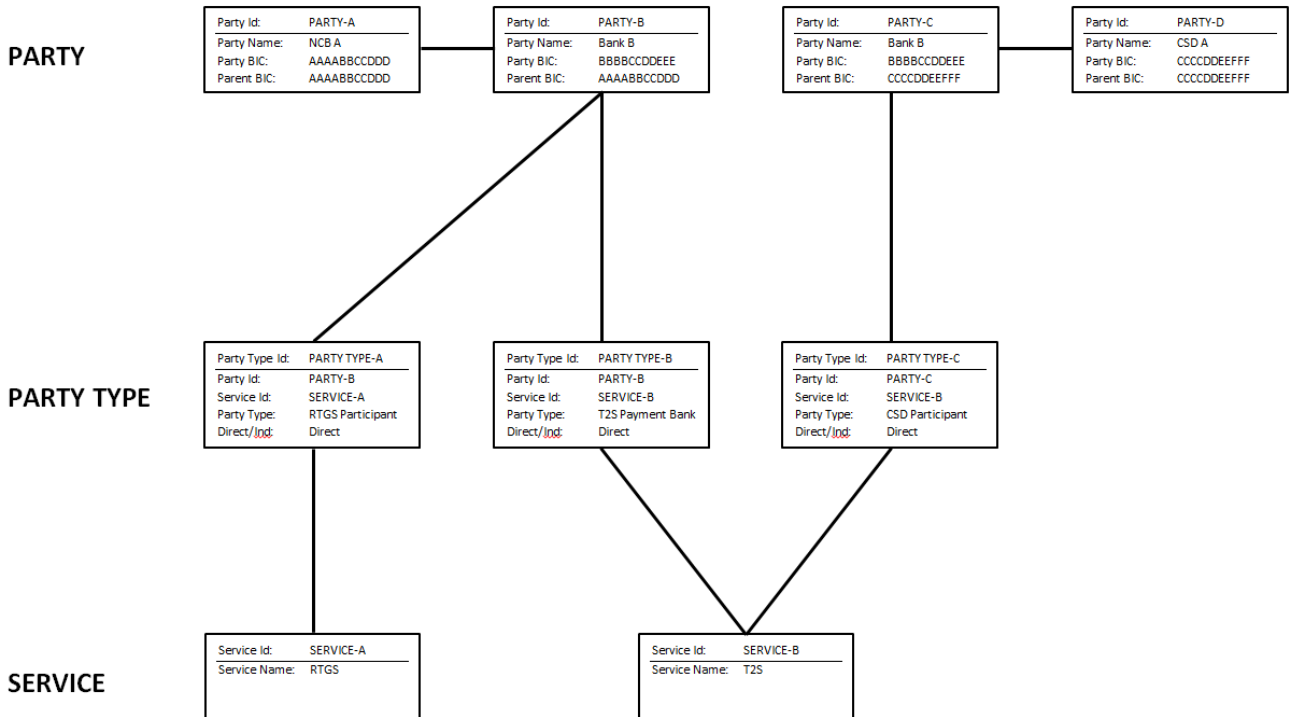 PARTY
Party Id: PARTY-A
Party Name: NCB A
Party BIC: AAAABBCCDDD
Parent BIC: AAAABBCCDDD
Party Id: PARTY-B
Party Name: Bank B
Party BIC: BBBBCCDDEEE
Parent BIC: AAAABBCCDDD
Party Id: PARTY-C
Party Name: Bank B
Party BIC: BBBBCCDDEEE
Parent BIC: CCCCDDEEFFF
Party Id: PARTY-D
Party Name: CSD A
Party BIC: CCCCDDEEFFF
Parent BIC: CCCCDDEEFFF
PARTY TYPE
Party Type Id: PARTY TYPE-A
Party Id: PARTY-B
Service Id: SERVICE-A
Party Type: RTGS Participant
Direct/Ind: Direct
Party Type Id: PARTY TYPE-B
Party Id: PARTY-B
Service Id: SERVICE-B
Party Type: T2S Payment Bank
Direct/Ind: Direct
Party Type Id: PARTY TYPE-C
Party Id: PARTY-C
Service Id: SERVICE-B
Party Type: CSD Participant
Direct/Ind: Direct
SERVICE
Service Id: SERVICE-A
Service Name: RTGS
Service Id: SERVICE-B
Service Name: T2S